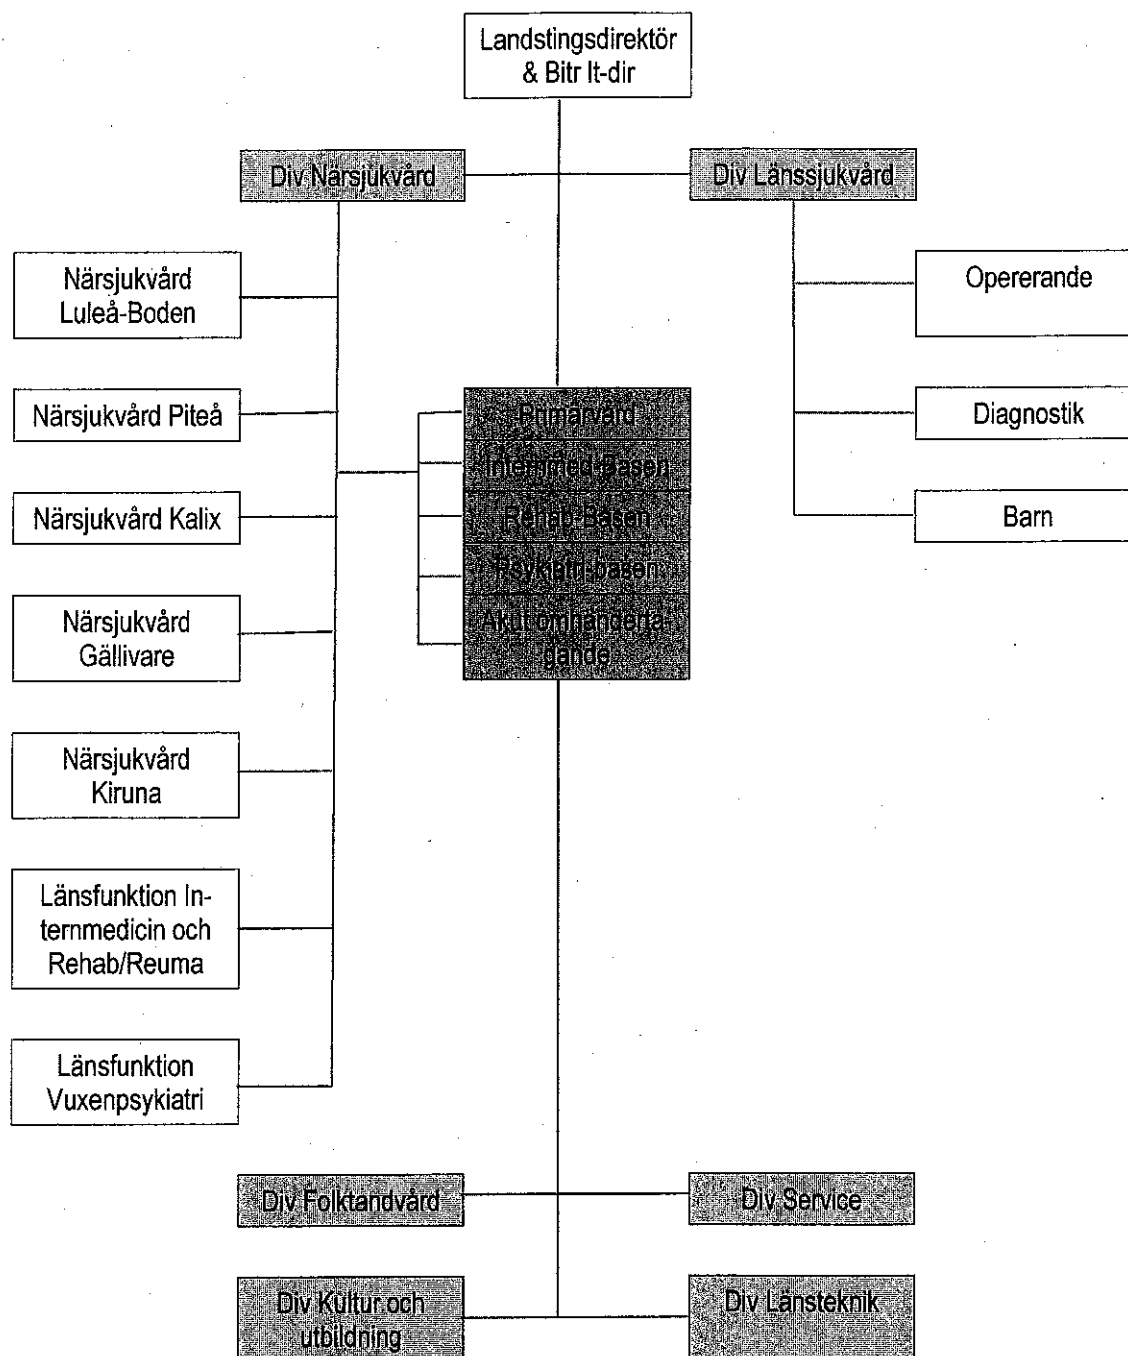 Landstingsdirektör
& Bitr lt-dir
Div Närsjukvård
Div Länssjukvård
Närsjukvård
Luleå-Boden
Opererande
Närsjukvård Piteå
Primärvård
Diagnostik
Internmed-Basen
Närsjukvård Kalix
Rehab-Basen
Barn
Psykiatri-basen
Närsjukvård
Gällivare
Akut omhänderta-
gande
Närsjukvård
Kiruna
Länsfunktion In-
ternmedicin och
Rehab/Reuma
Länsfunktion
Vuxenpsykiatri
Div Folktandvård
Div Service
Div Kultur och
utbildning
Div Länsteknik